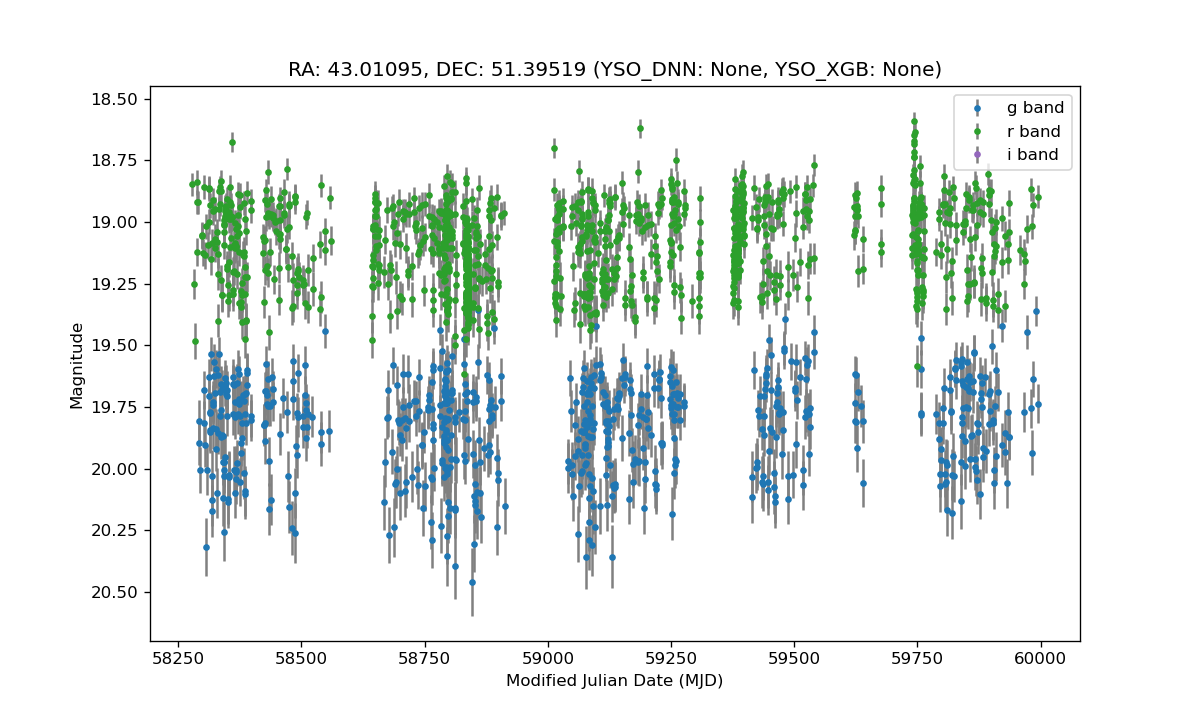 RA: 43.01095, DEC: 51.39519 (YSO_DNN: None, YSO_XGB: None)
g band
r band
i band
Magnitude
18.50
18.75
19.00
19.25
19.50
19.75
20.00
20.25
20.50
58250 58500 58750 59000 59250 59500 59750 60000
Modified Julian Date (MJD)